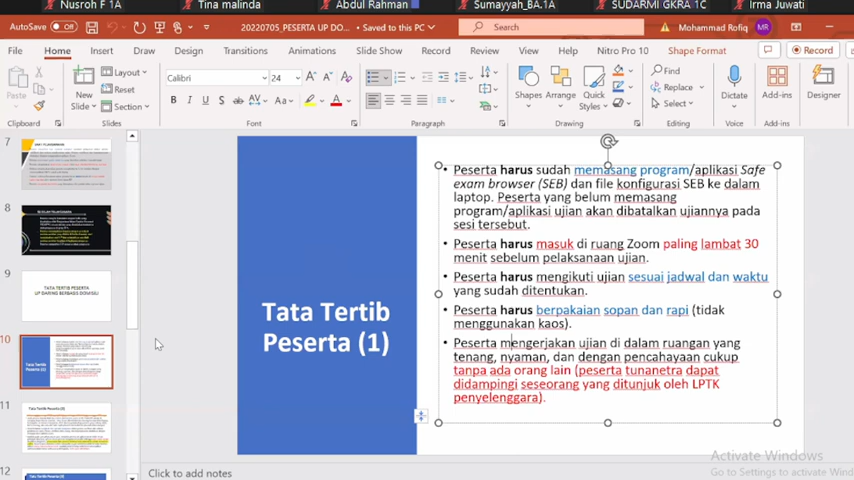 Nusroh F 1A
Tina malinda
Abdul Rahman
Sumayyah_BA.1A
SUDARMI GKRA 1C
Irma Juwati
AutoSave Off
20220705_PESERTA UP DO... • Saved to this PC
Search
Mohammad Rofiq MR
File Home Insert Draw Design Transitions Animations Slide Show Record Review View Help Nitro Pro 10 Shape Format Record
Paste
New Slide
Layout
Reset
Section
Calibri 24
Shapes
Arrange
Quick Styles
Find
Replace
Select
Dictate
Add-ins
Designer
Clipboard Slides Font Paragraph Drawing Editing Voice Add-ins
7
8
9
TATA TERTIB PESERTA
UP DARING BERBASIS DOMISILI
10
Tata Tertib
Peserta (1)
11
12
Tata Tertib
Peserta (1)
• Peserta harus sudah memasang program/aplikasi Safe
exam browser (SEB) dan file konfigurasi SEB ke dalam
laptop. Peserta yang belum memasang
program/aplikasi ujian akan dibatalkan ujiannya pada
sesi tersebut.
• Peserta harus masuk di ruang Zoom paling lambat 30
menit sebelum pelaksanaan ujian.
• Peserta harus mengikuti ujian sesuai jadwal dan waktu
yang sudah ditentukan.
• Peserta harus berpakaian sopan dan rapi (tidak
menggunakan kaos).
• Peserta mengerjakan ujian di dalam ruangan yang
tenang, nyaman, dan dengan pencahayaan cukup
tanpa ada orang lain (peserta tunanetra dapat
didampingi seseorang yang ditunjuk oleh LPTK
penyelenggara).
Activate Windows
Go to Settings to activate Wind
Click to add notes